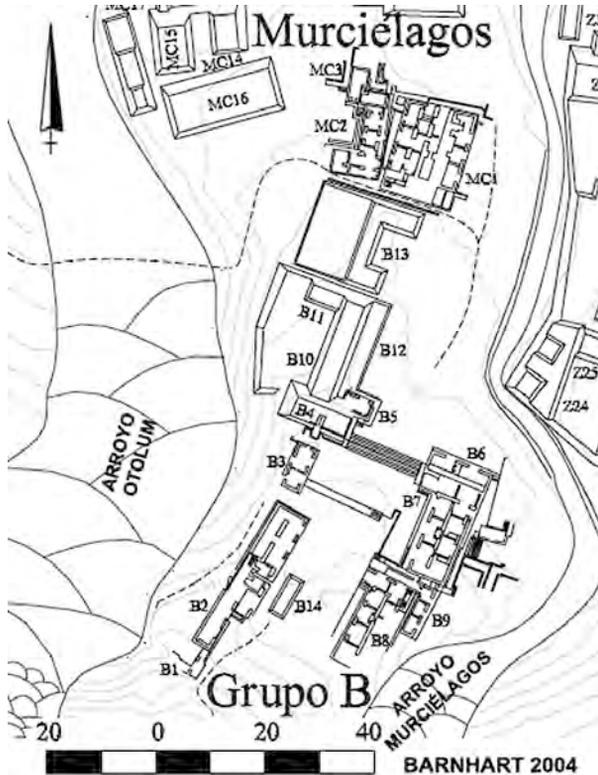 MC17
MC15
MC14
MC16
Murciélagos
MC3
MC2
MC1
B13
B11
B10
B12
B4
B5
B3
B6
B7
B2
B14
B8
B9
B1
Z25
Z24
ARROYO
OTOLUM
Grupo B
ARROYO
MURCIÉLAGOS
20 0 20 40
BARNHART 2004